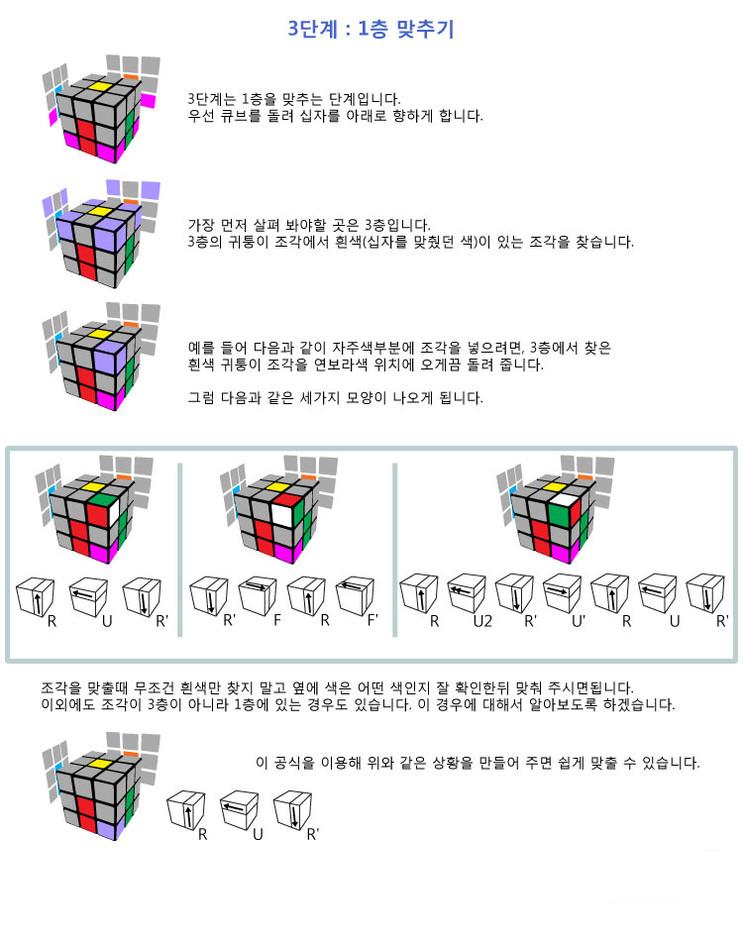 3단계 : 1층 맞추기
3단계는 1층을 맞추는 단계입니다.
우선 큐브를 돌려 십자를 아래로 향하게 합니다.
가장 먼저 살펴 봐야할 곳은 3층입니다.
3층의 귀퉁이 조각에서 흰색(십자를 맞췄던 색)이 있는 조각을 찾습니다.
예를 들어 다음과 같이 자주색부분에 조각을 넣으려면, 3층에서 찾은
흰색 귀퉁이 조각을 연보라색 위치에 오게끔 돌려 줍니다.
그럼 다음과 같은 세가지 모양이 나오게 됩니다.
R U R'
R' F R F'
R U2 R' U' R U R'
조각을 맞출때 무조건 흰색만 찾지 말고 옆에 색은 어떤 색인지 잘 확인한뒤 맞춰 주시면됩니다.
이외에도 조각이 3층이 아니라 1층에 있는 경우도 있습니다. 이 경우에 대해서 알아보도록 하겠습니다.
이 공식을 이용해 위와 같은 상황을 만들어 주면 쉽게 맞출 수 있습니다.
R U R'